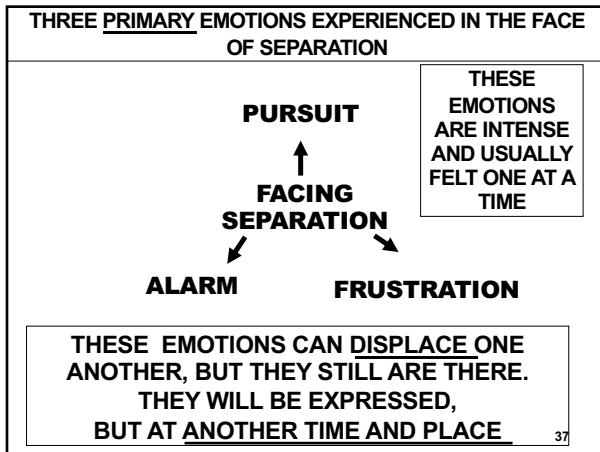 THREE PRIMARY EMOTIONS EXPERIENCED IN THE FACE
OF SEPARATION
THESE
EMOTIONS
ARE INTENSE
AND USUALLY
FELT ONE AT A
TIME
PURSUIT
FACING
SEPARATION
ALARM
FRUSTRATION
THESE EMOTIONS CAN DISPLACE ONE
ANOTHER, BUT THEY STILL ARE THERE.
THEY WILL BE EXPRESSED,
BUT AT ANOTHER TIME AND PLACE
37